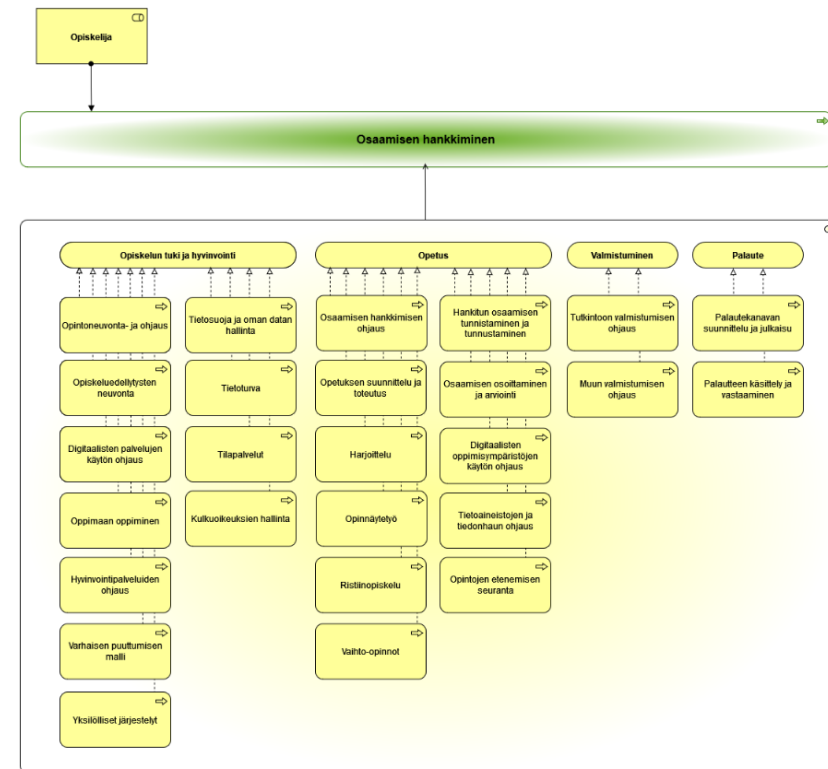 Opiskelija
Osaamisen hankkiminen
Opiskelun tuki ja hyvinvointi
Opintoneuvonta- ja ohjaus
Opiskeluedellytysten
neuvonta
Digitaalisten palvelujen
käytön ohjaus
Oppimaan oppiminen
Hyvinvointipalveluiden
ohjaus
Varhaisen puuttumisen
malli
Yksilölliset järjestelyt
Tietosuoja ja oman datan
hallinta
Tietoturva
Tilapalvelut
Kulkuoikeuksien hallinta
Opetus
Osaamisen hankkimisen
ohjaus
Opetuksen suunnittelu ja
toteutus
Harjoittelu
Opinnäytetyö
Ristiinopiskelu
Vaihto-opinnot
Hankitun osaamisen
tunnistaminen ja
tunnustaminen
Osaamisen osoittaminen
ja arviointi
Digitaalisten
oppimisympäristöjen
käytön ohjaus
Tietoaineistojen ja
tiedonhaun ohjaus
Opintojen etenemisen
seuranta
Valmistuminen
Tutkintoon valmistumisen
ohjaus
Muun valmistumisen
ohjaus
Palaute
Palautekanavan
suunnittelu ja julkaisu
Palautteen käsittely ja
vastaaminen